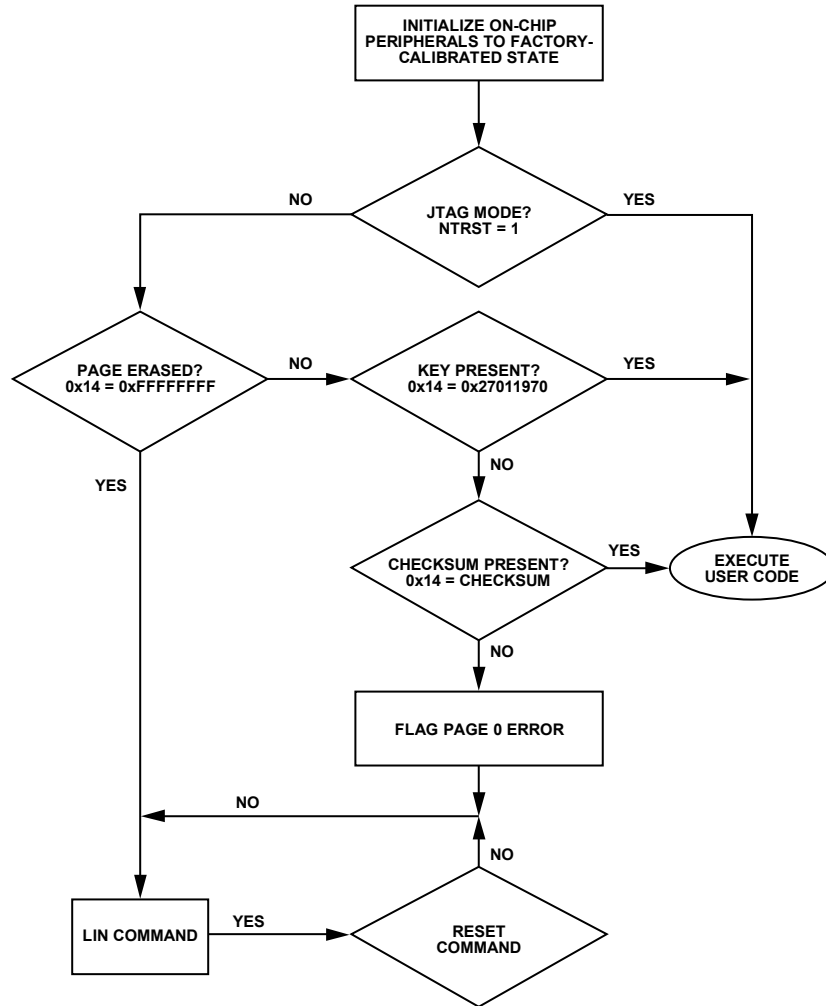 INITIALIZE ON-CHIP
PERIPHERALS TO FACTORY-
CALIBRATED STATE
NO
YES
JTAG MODE?
NTRST = 1
PAGE ERASED?
0x14 = 0xFFFFFFFF
NO
KEY PRESENT?
0x14 = 0x27011970
YES
NO
YES
CHECKSUM PRESENT?
0x14 = CHECKSUM
YES
EXECUTE
USER CODE
NO
FLAG PAGE 0 ERROR
NO
NO
LIN COMMAND
YES
RESET
COMMAND